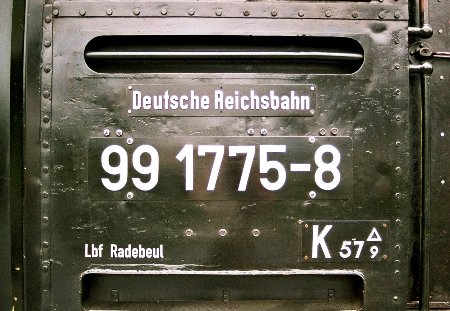 Deutsche Reichsbahn
99 1775-8
Lbf Radebeul
K 57 9